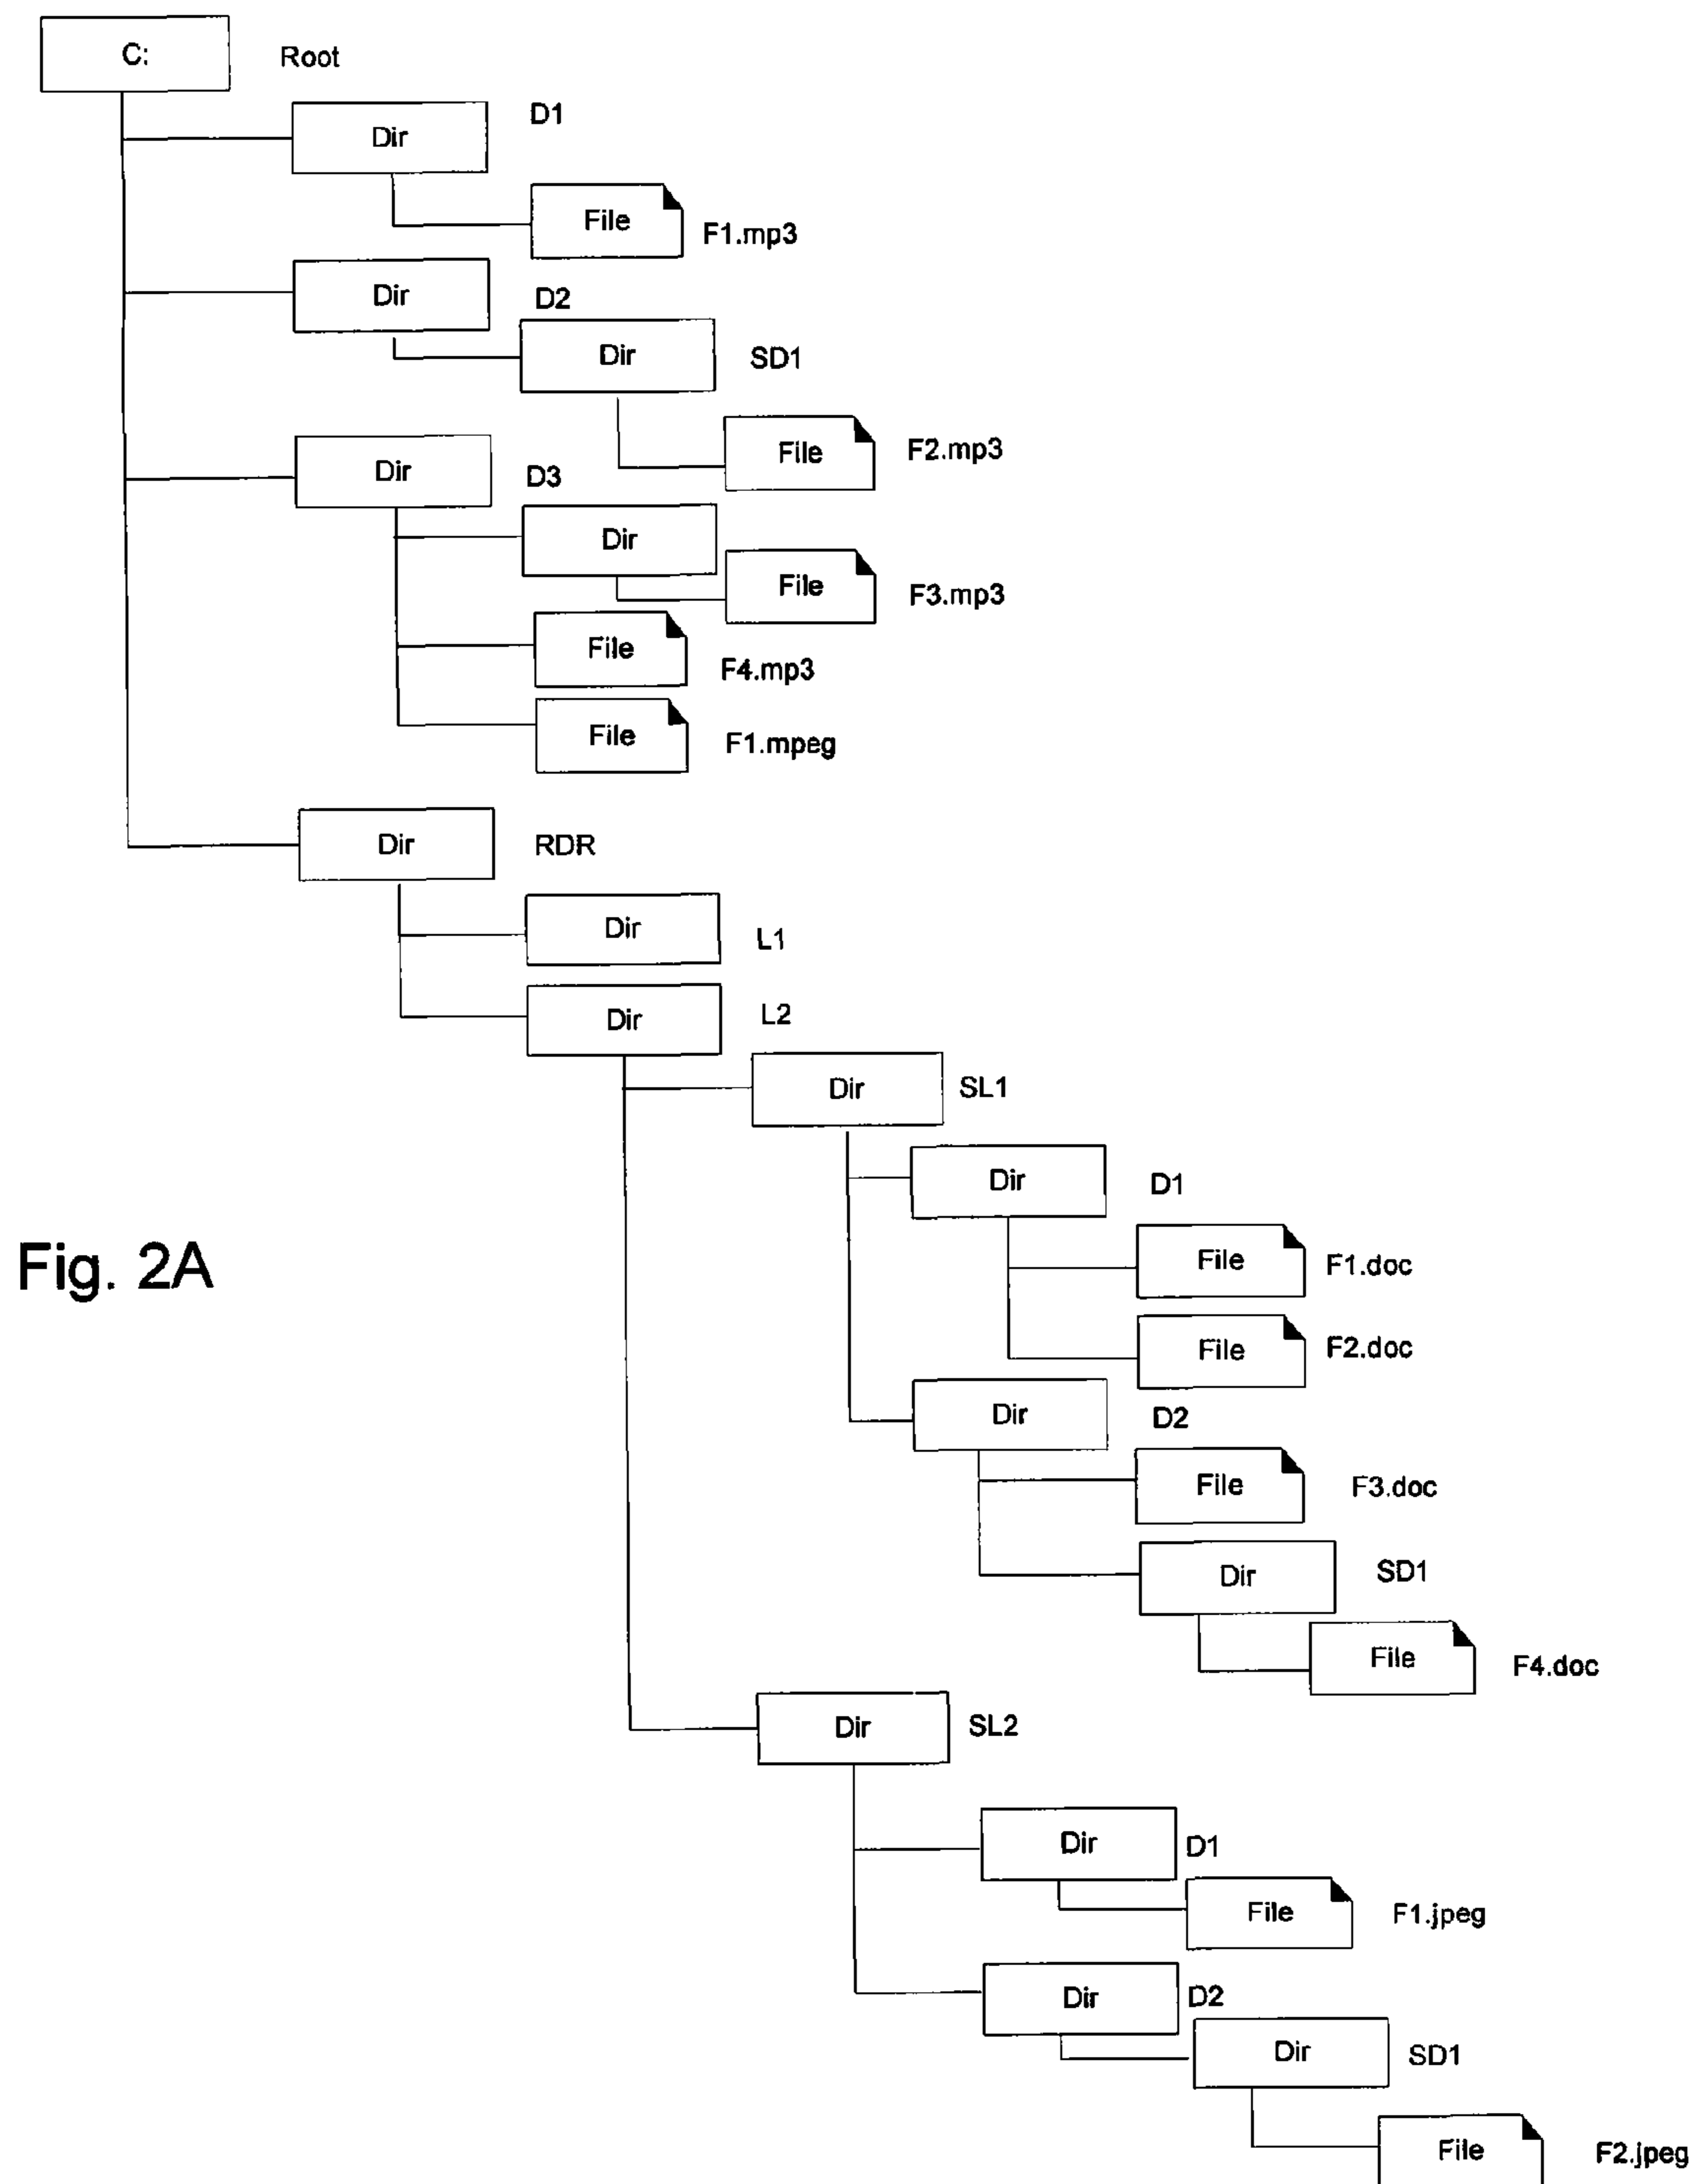 C: Root
Dir D1
File F1.mp3
Dir D2
Dir SD1
File F2.mp3
Dir D3
Dir
File F3.mp3
File F4.mp3
File F1.mpeg
Dir RDR
Dir L1
Dir L2
Dir SL1
Dir D1
File F1.doc
Fig. 2A
File F2.doc
Dir D2
File F3.doc
Dir SD1
File F4.doc
Dir SL2
Dir D1
File F1.jpeg
Dir D2
Dir SD1
File F2.jpeg